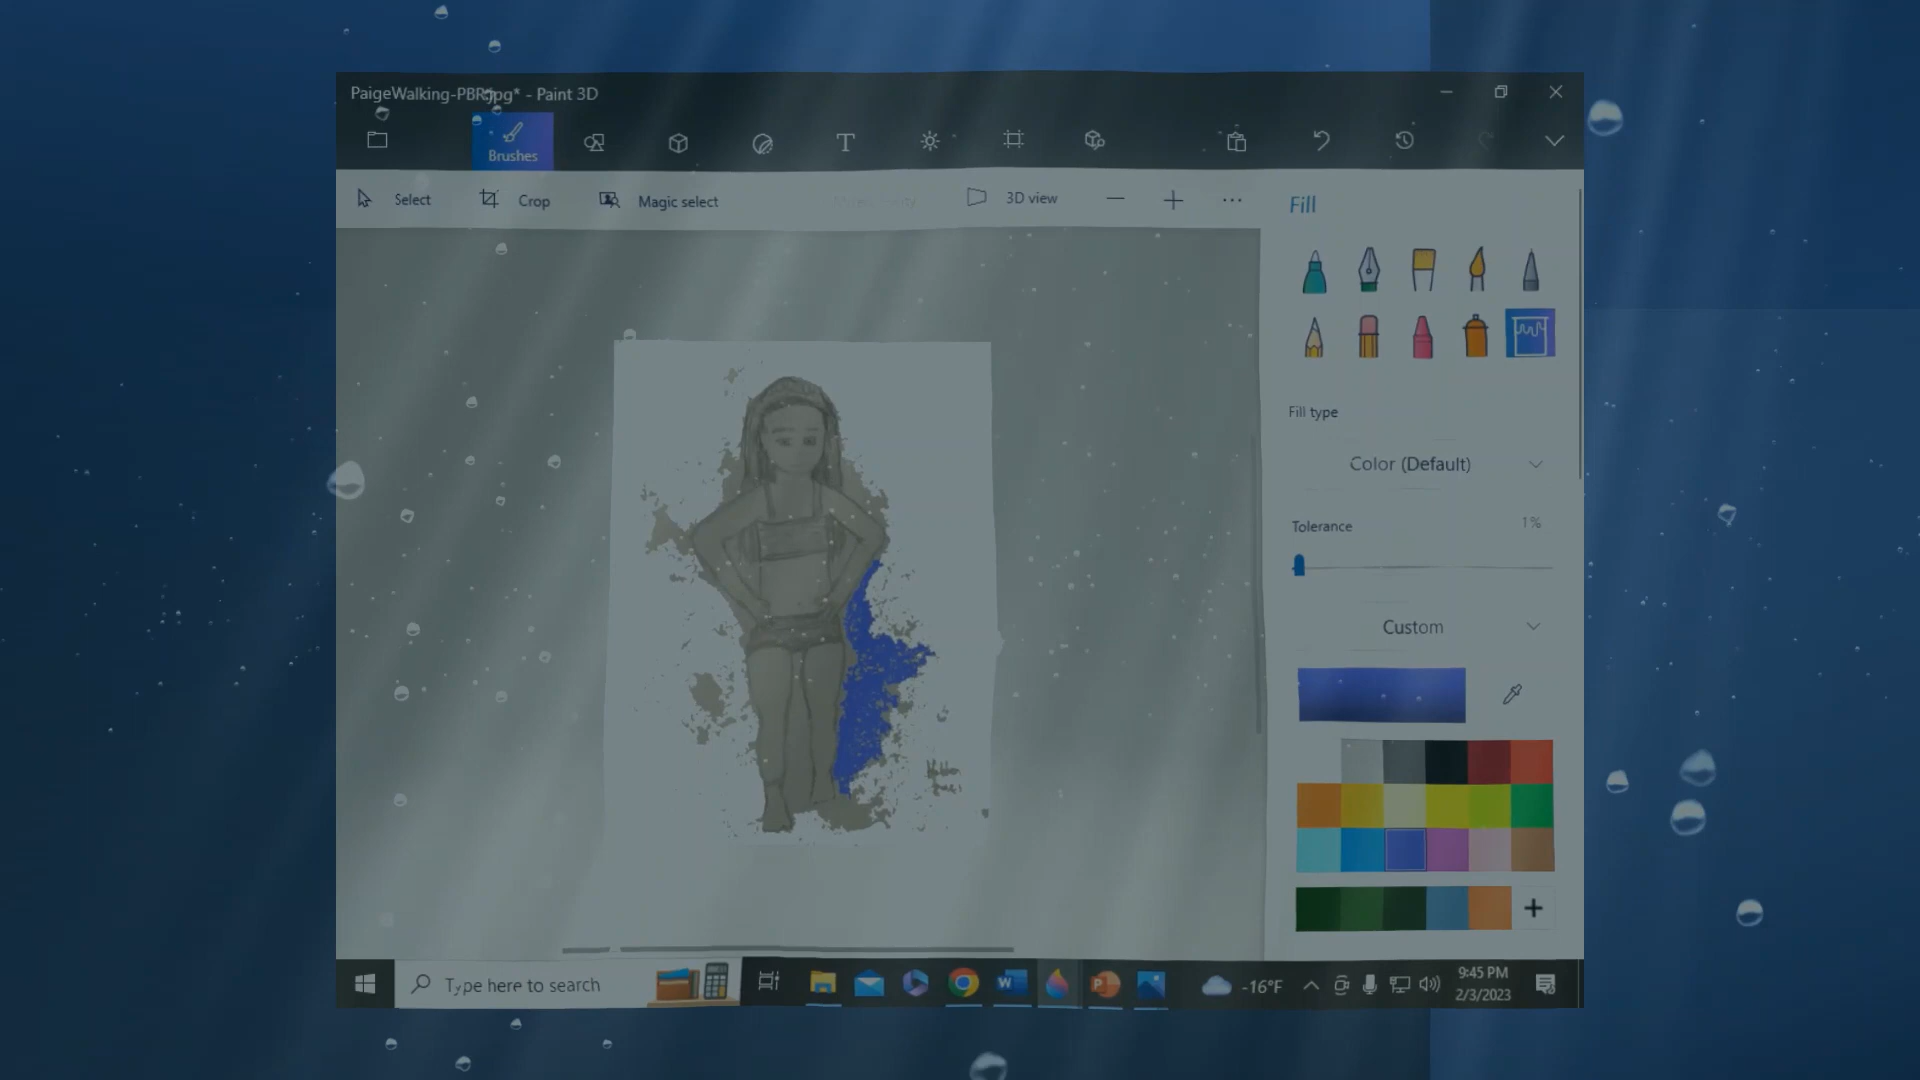 PaigeWalking-PBR.jpg* - Paint 3D
Brushes
Select
Crop
Magic select
3D view
Fill
Fill type
Color (Default)
Tolerance
1%
Custom
Type here to search
-16°F
9:45 PM
2/3/2023